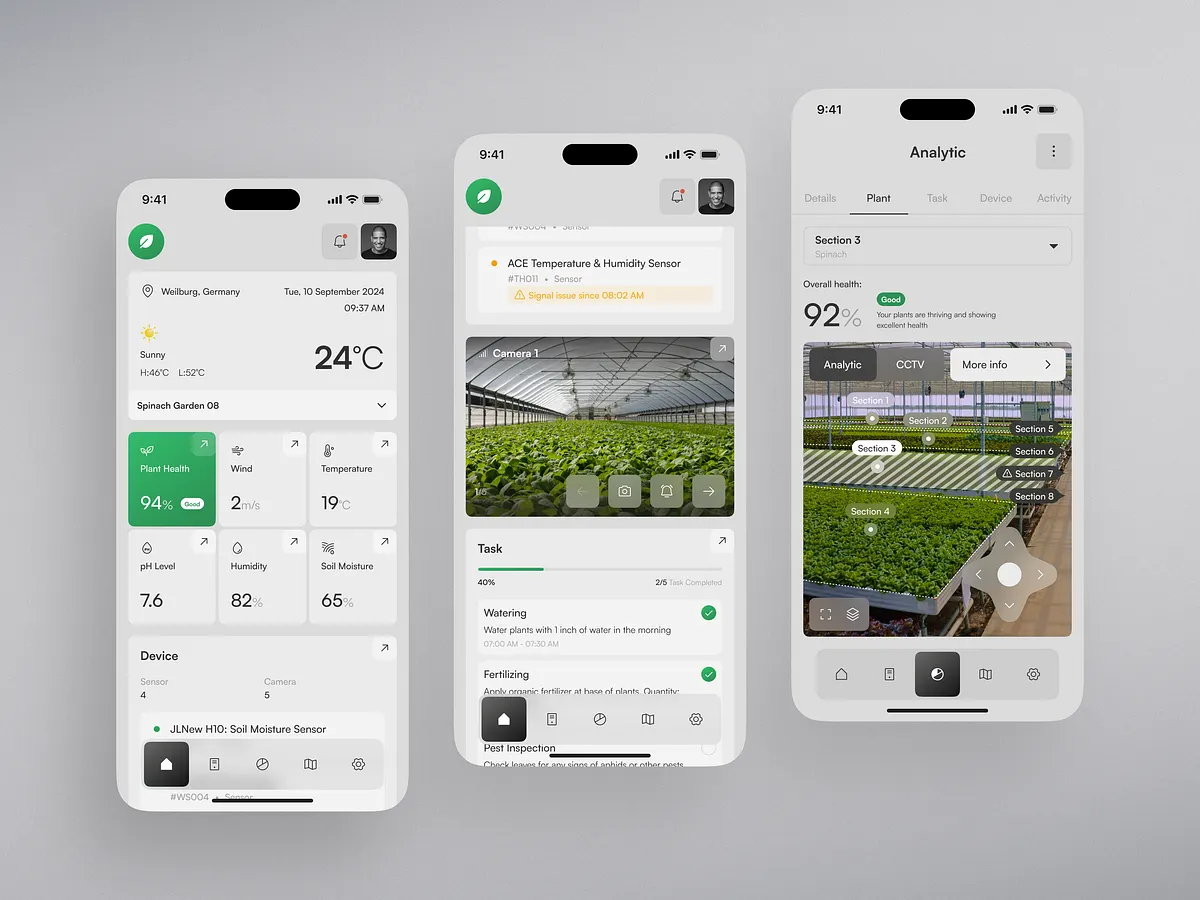 9:41
Weilburg, Germany
Tue, 10 September 2024
09:37 AM
Sunny
24°C
H:46°C L:52°C
Spinach Garden 08
Plant Health
94%
Good
Wind
2m/s
Temperature
19°C
pH Level
7.6
Humidity
82%
Soil Moisture
65%
Device
Sensor
4
Camera
5
JLNew H10: Soil Moisture Sensor
#WS004 • Sensor
9:41
#WS004 • Sensor
ACE Temperature & Humidity Sensor
#TH011 • Sensor
Signal issue since 08:02 AM
Camera 1
1/5
Task
40%
2/5 Task Completed
Watering
Water plants with 1 inch of water in the morning
07:00 AM - 07:30 AM
Fertilizing
Apply organic fertilizer at base of plants. Quantity:
Pest Inspection
Check leaves for any signs of aphids or other pests
9:41
Analytic
Details
Plant
Task
Device
Activity
Section 3
Spinach
Overall health:
92%
Good
Your plants are thriving and showing
excellent health
Analytic
CCTV
More info
Section 1
Section 2
Section 5
Section 3
Section 6
Section 7
Section 8
Section 4